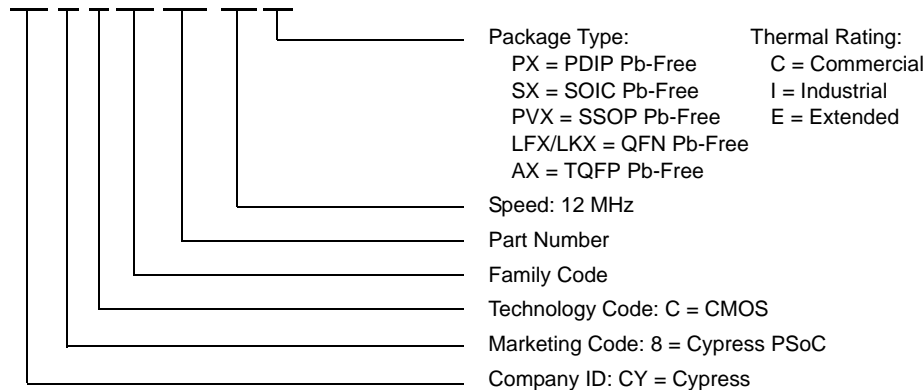 Package Type: Thermal Rating:
PX = PDIP Pb-Free C = Commercial
SX = SOIC Pb-Free I = Industrial
PVX = SSOP Pb-Free E = Extended
LFX/LKX = QFN Pb-Free
AX = TQFP Pb-Free
Speed: 12 MHz
Part Number
Family Code
Technology Code: C = CMOS
Marketing Code: 8 = Cypress PSoC
Company ID: CY = Cypress